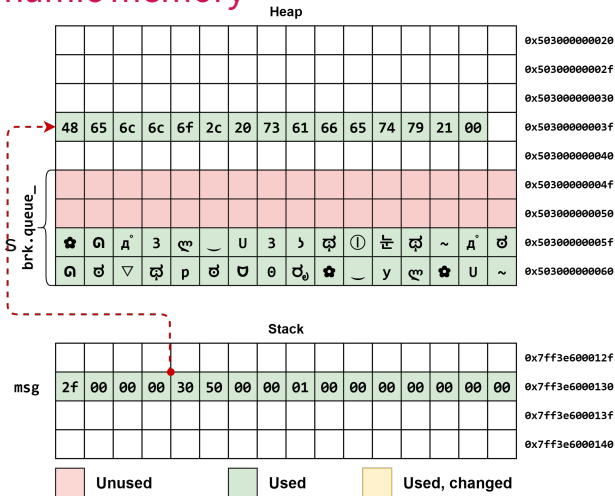 namic memory
Heap
0x503000000020
0x50300000002f
0x503000000030
48 65 6c 6c 6f 2c 20 73 61 66 65 74 79 21 00 0x50300000003f
0x503000000040
0x50300000004f
0x503000000050
brk.queue_
0x50300000005f
0x503000000060
Stack
0x7ff3e600012f
msg 2f 00 00 00 30 50 00 00 01 00 00 00 00 00 00 00 0x7ff3e6000130
0x7ff3e600013f
0x7ff3e6000140
Unused Used Used, changed